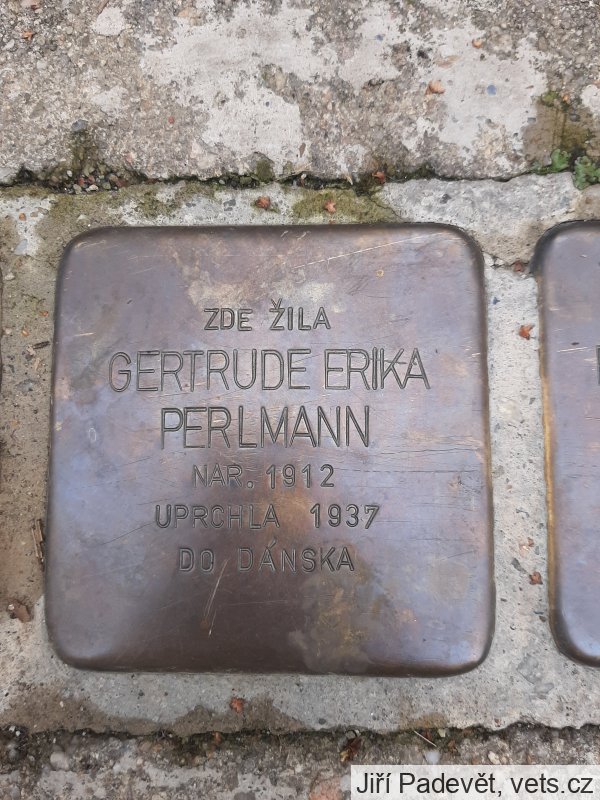 ZDE ŽILA
GERTRUDE ERIKA
PERLMANN
NAR. 1912
UPRCHLA 1937
DO DÁNSKA
Jiří Padevět, vets.cz